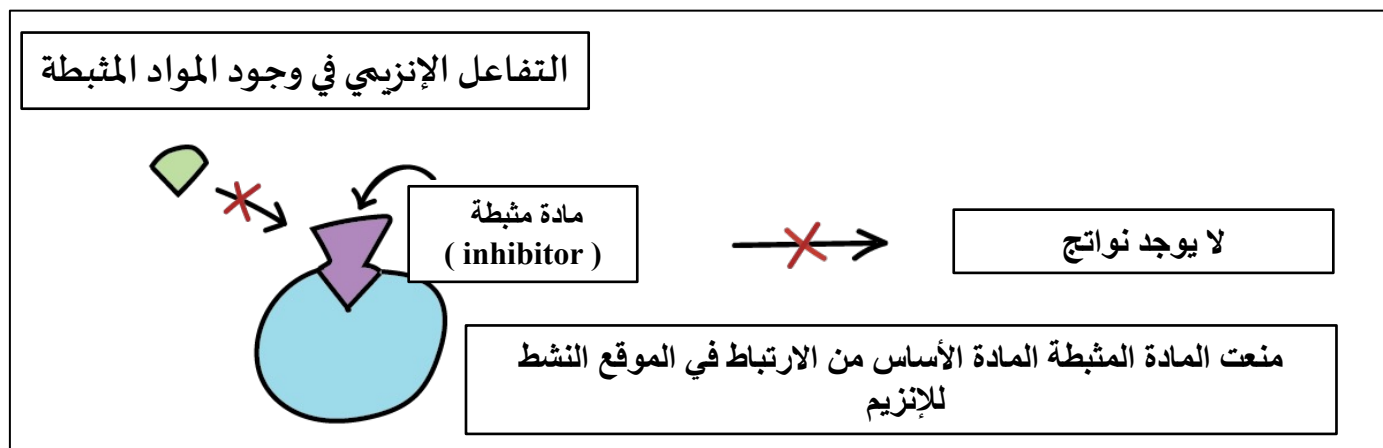 التفاعل الإنزيمي في وجود المواد المثبطة
مادة مثبطة
( inhibitor )
لا يوجد نواتج
منعت المادة المثبطة المادة الأساس من الارتباط في الموقع النشط
للإنزيم